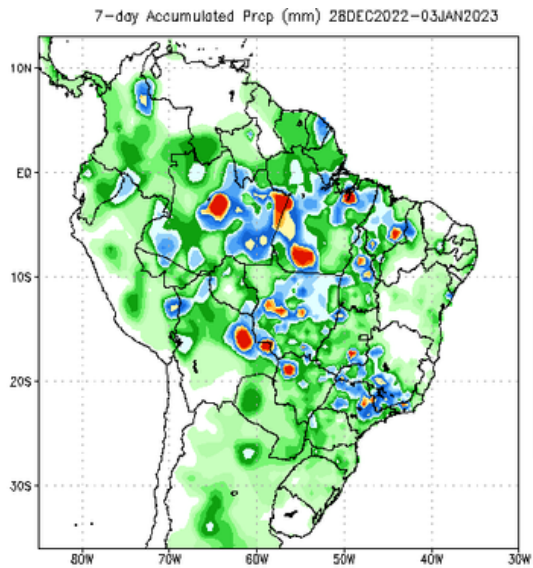 7-day Accumulated Prcp (mm) 28DEC2022-03JAN2023
10N
EQ
10S
20S
30S
80W 70W 60W 50W 40W 30W